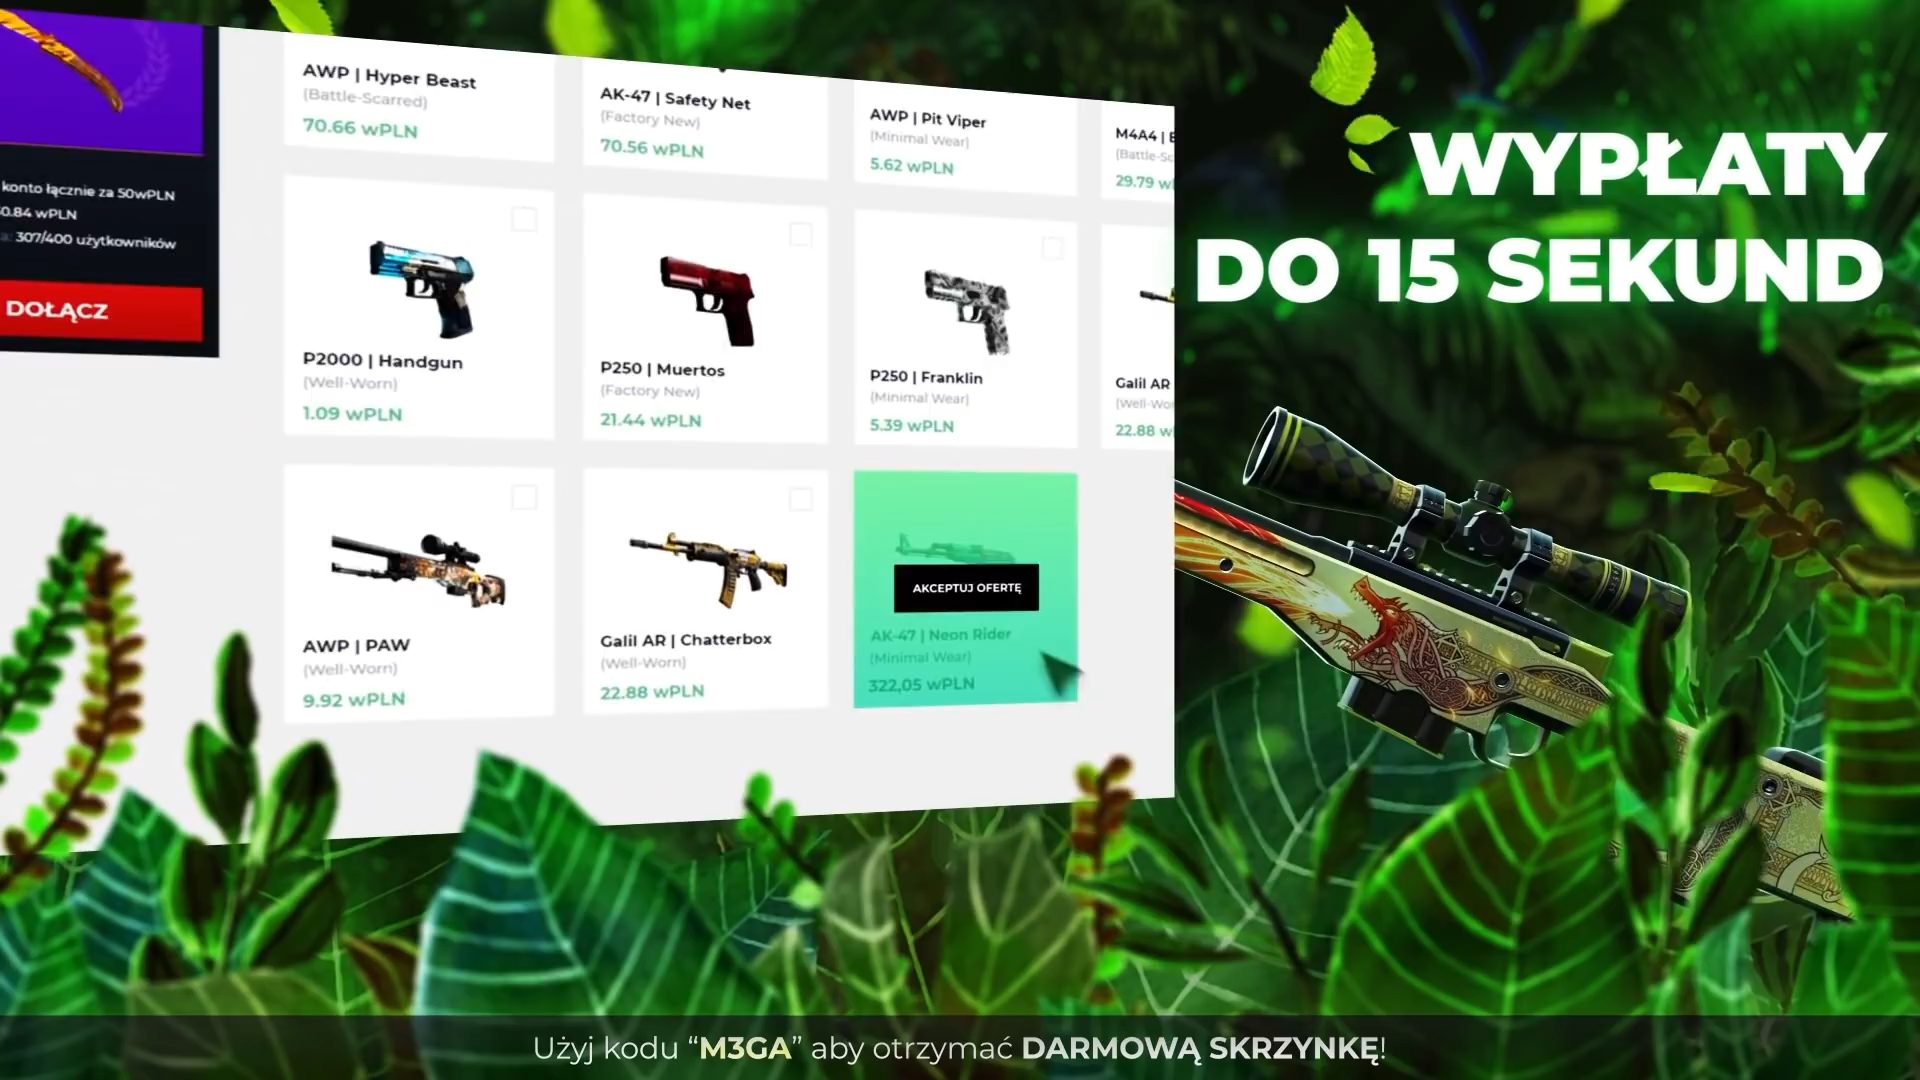 AWP | Hyper Beast
(Battle-Scarred)
70.66 wPLN
AK-47 | Safety Net
(Factory New)
70.56 wPLN
AWP | Pit Viper
(Minimal Wear)
5.62 wPLN
M4A4 |
29.79
WYPŁATY
DO 15 SEKUND
konto łącznie za 50wPLN
0.84 wPLN
307/400 użytkowników
DOŁĄCZ
P2000 | Handgun
(Well-Worn)
1.09 wPLN
P250 | Muertos
(Factory New)
21.44 wPLN
P250 | Franklin
(Minimal Wear)
5.39 wPLN
Galil AR
22.88
AWP | PAW
(Well-Worn)
9.92 wPLN
Galil AR | Chatterbox
(Well-Worn)
22.88 wPLN
AKCEPTUJ OFERTĘ
AK-47 | Neon Rider
(Minimal Wear)
322,05 wPLN
Użyj kodu “M3GA” aby otrzymać DARMOWĄ SKRZYNKĘ!